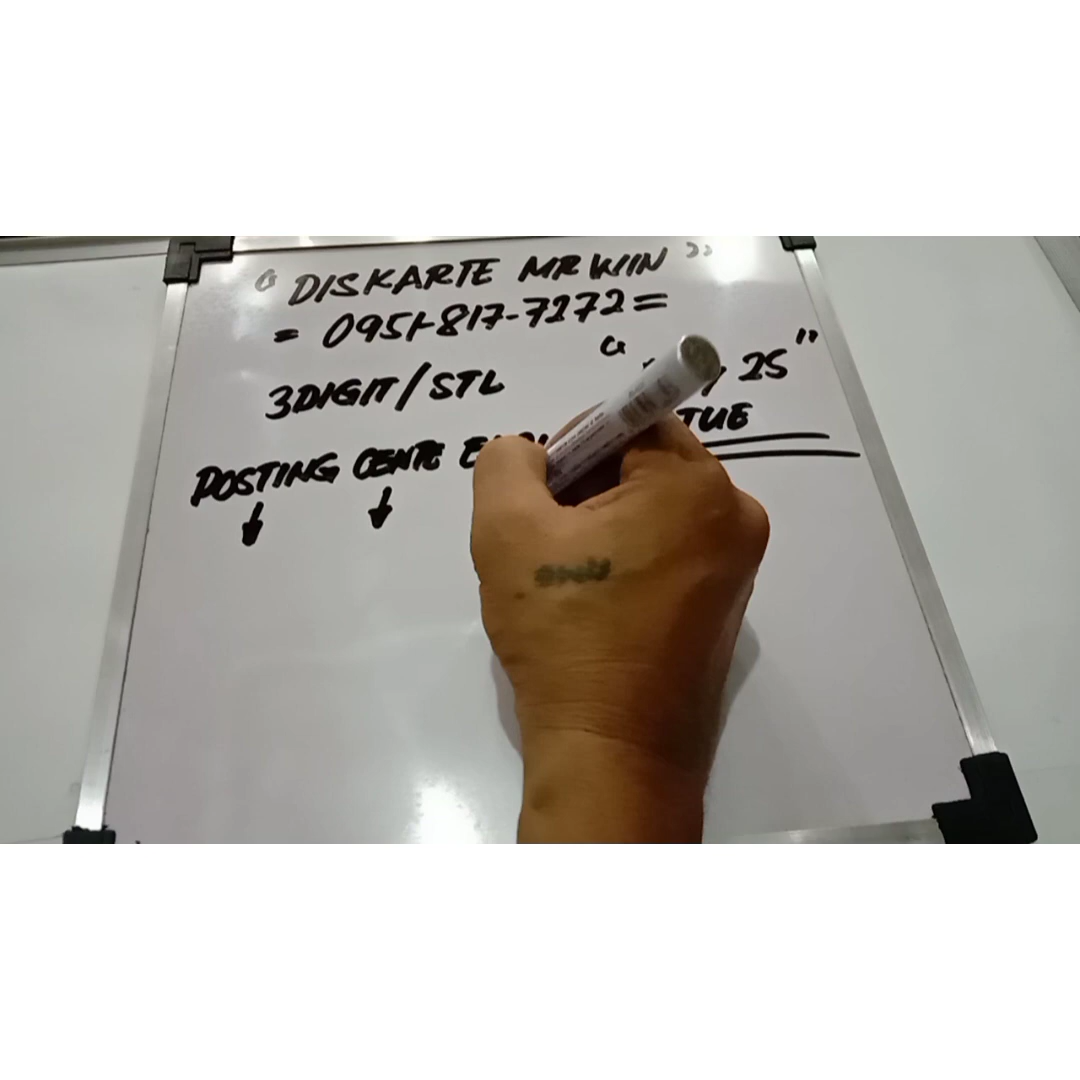 “ DISKARTE MR WIN ”
= 0951-817-7272 =
3DIGIT/STL
“ 25 ”
TUE
POSTING CENTE